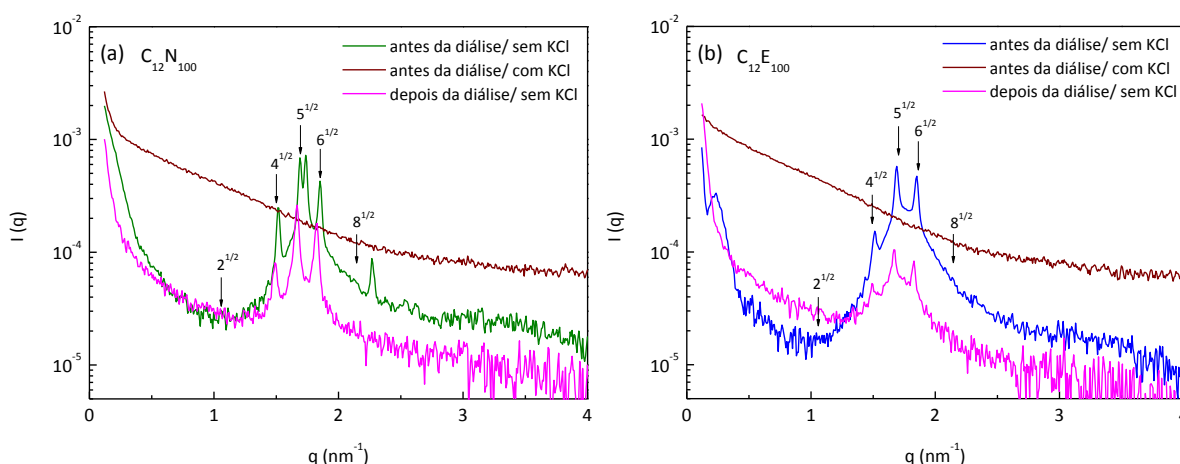 (a) C₁₂N₁₀₀
antes da diálise/ sem KCl
antes da diálise/ com KCl
depois da diálise/ sem KCl
10⁻²
10⁻³
10⁻⁴
10⁻⁵
I (q)
2^1/2
4^1/2
5^1/2
6^1/2
8^1/2
0 1 2 3 4
q (nm⁻¹)
(b) C₁₂E₁₀₀
antes da diálise/ sem KCl
antes da diálise/ com KCl
depois da diálise/ sem KCl
10⁻²
10⁻³
10⁻⁴
10⁻⁵
I (q)
2^1/2
4^1/2
5^1/2
6^1/2
8^1/2
0 1 2 3 4
q (nm⁻¹)